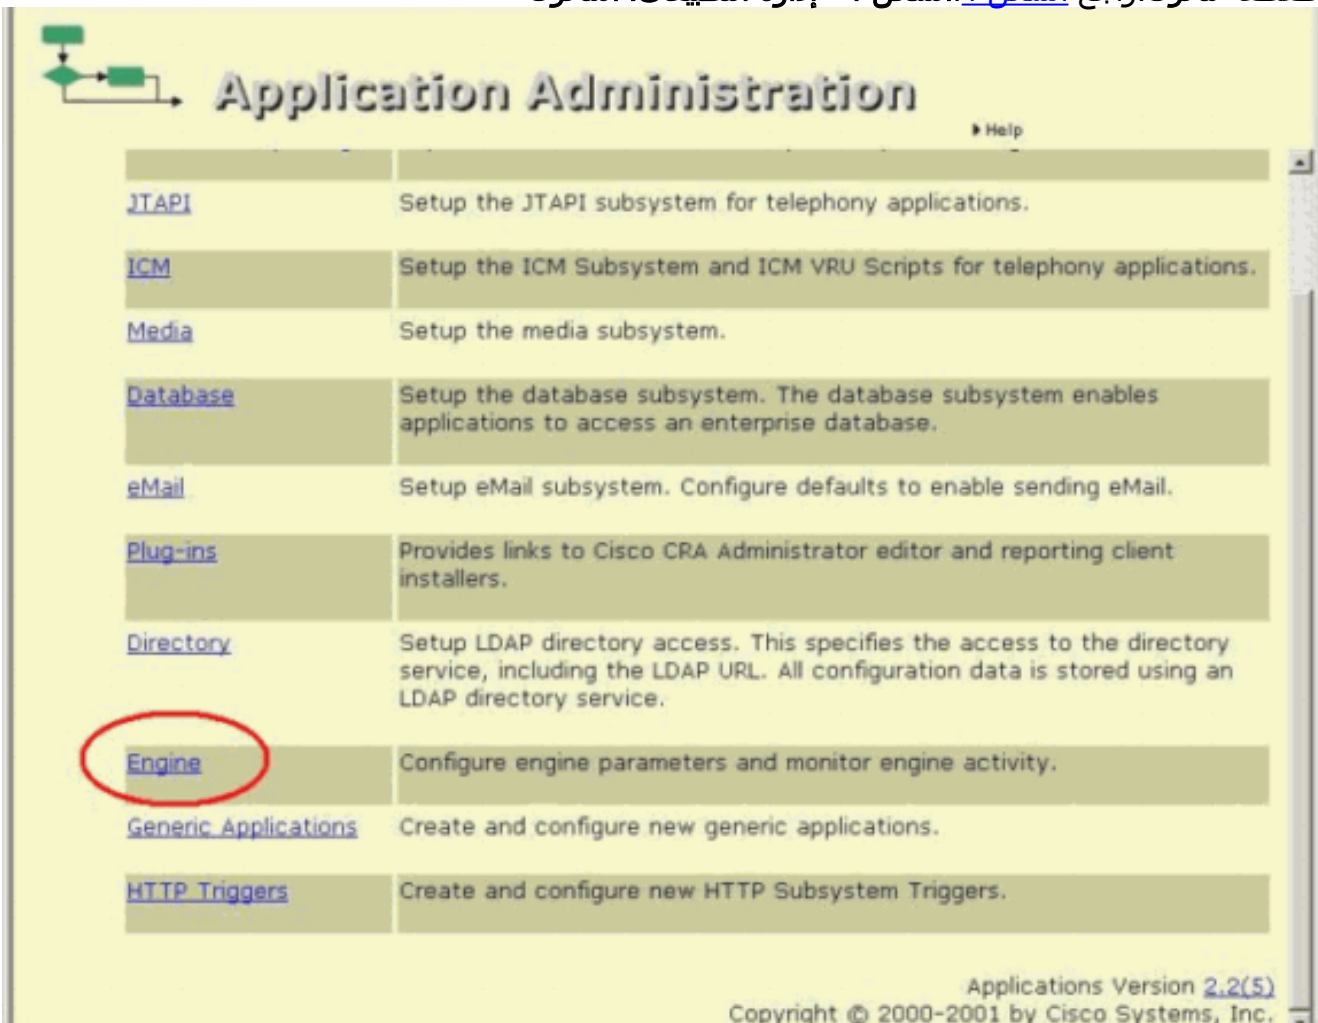 Application Administration
Help
JTAPI
Setup the JTAPI subsystem for telephony applications.
ICM
Setup the ICM Subsystem and ICM VRU Scripts for telephony applications.
Media
Setup the media subsystem.
Database
Setup the database subsystem. The database subsystem enables
applications to access an enterprise database.
eMail
Setup eMail subsystem. Configure defaults to enable sending eMail.
Plug-ins
Provides links to Cisco CRA Administrator editor and reporting client
installers.
Directory
Setup LDAP directory access. This specifies the access to the directory
service, including the LDAP URL. All configuration data is stored using an
LDAP directory service.
Engine
Configure engine parameters and monitor engine activity.
Generic Applications
Create and configure new generic applications.
HTTP Triggers
Create and configure new HTTP Subsystem Triggers.
Applications Version 2.2(5)
Copyright © 2000-2001 by Cisco Systems, Inc.